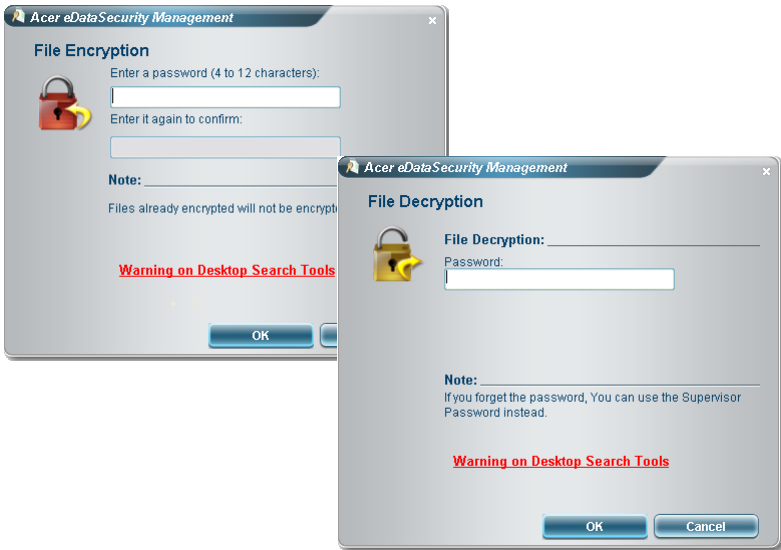 Acer eDataSecurity Management
File Encryption
Enter a password (4 to 12 characters):
Enter it again to confirm:
Note:
Files already encrypted will not be
Warning on Desktop Search Tools
OK
Acer eDataSecurity Management
File Decryption
File Decryption:
Password:
Note:
If you forget the password, You can use the Supervisor
Password instead.
Warning on Desktop Search Tools
OK
Cancel